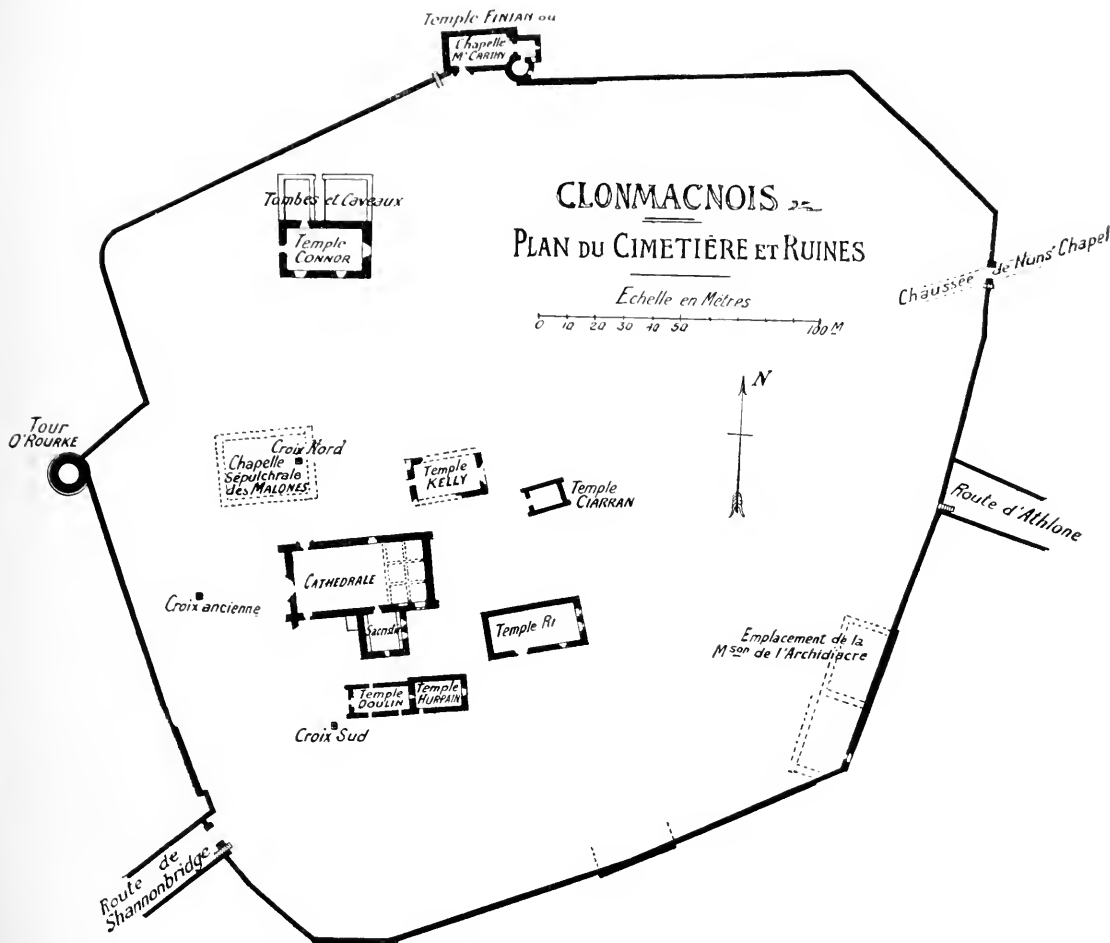 Temple FINIAN ou
Chapelle
Mc CARTHY
Tombes et Caveaux
Temple
CONNOR
CLONMACNOIS
PLAN DU CIMETIÈRE ET RUINES
Echelle en Mètres
0 10 20 30 40 50 100 M
Chaussée de Nuns' Chapel
N
Tour
O'ROURKE
Croix Nord
Chapelle
Sépulchrale
des MALONES
Temple
KELLY
Temple
CIARRAN
Route d'Athlone
CATHEDRALE
Croix ancienne
Sacristie
Temple RI
Emplacement de la
Mson de l'Archidiacre
Temple
DOULIN
Temple
HURPAIN
Croix Sud
Route de
Shannonbridge